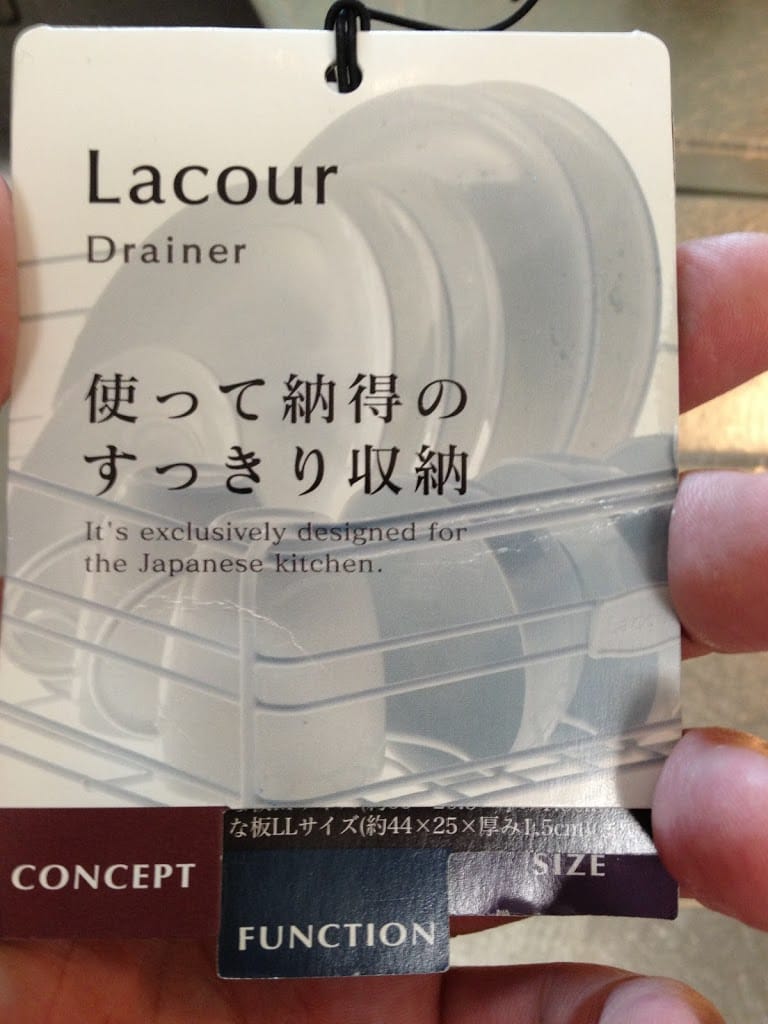 Lacour
Drainer
使って納得の
すっきり収納
It's exclusively designed for
the Japanese kitchen.
な板LLサイズ(約44×25×厚み1.5cm)
CONCEPT
SIZE
FUNCTION